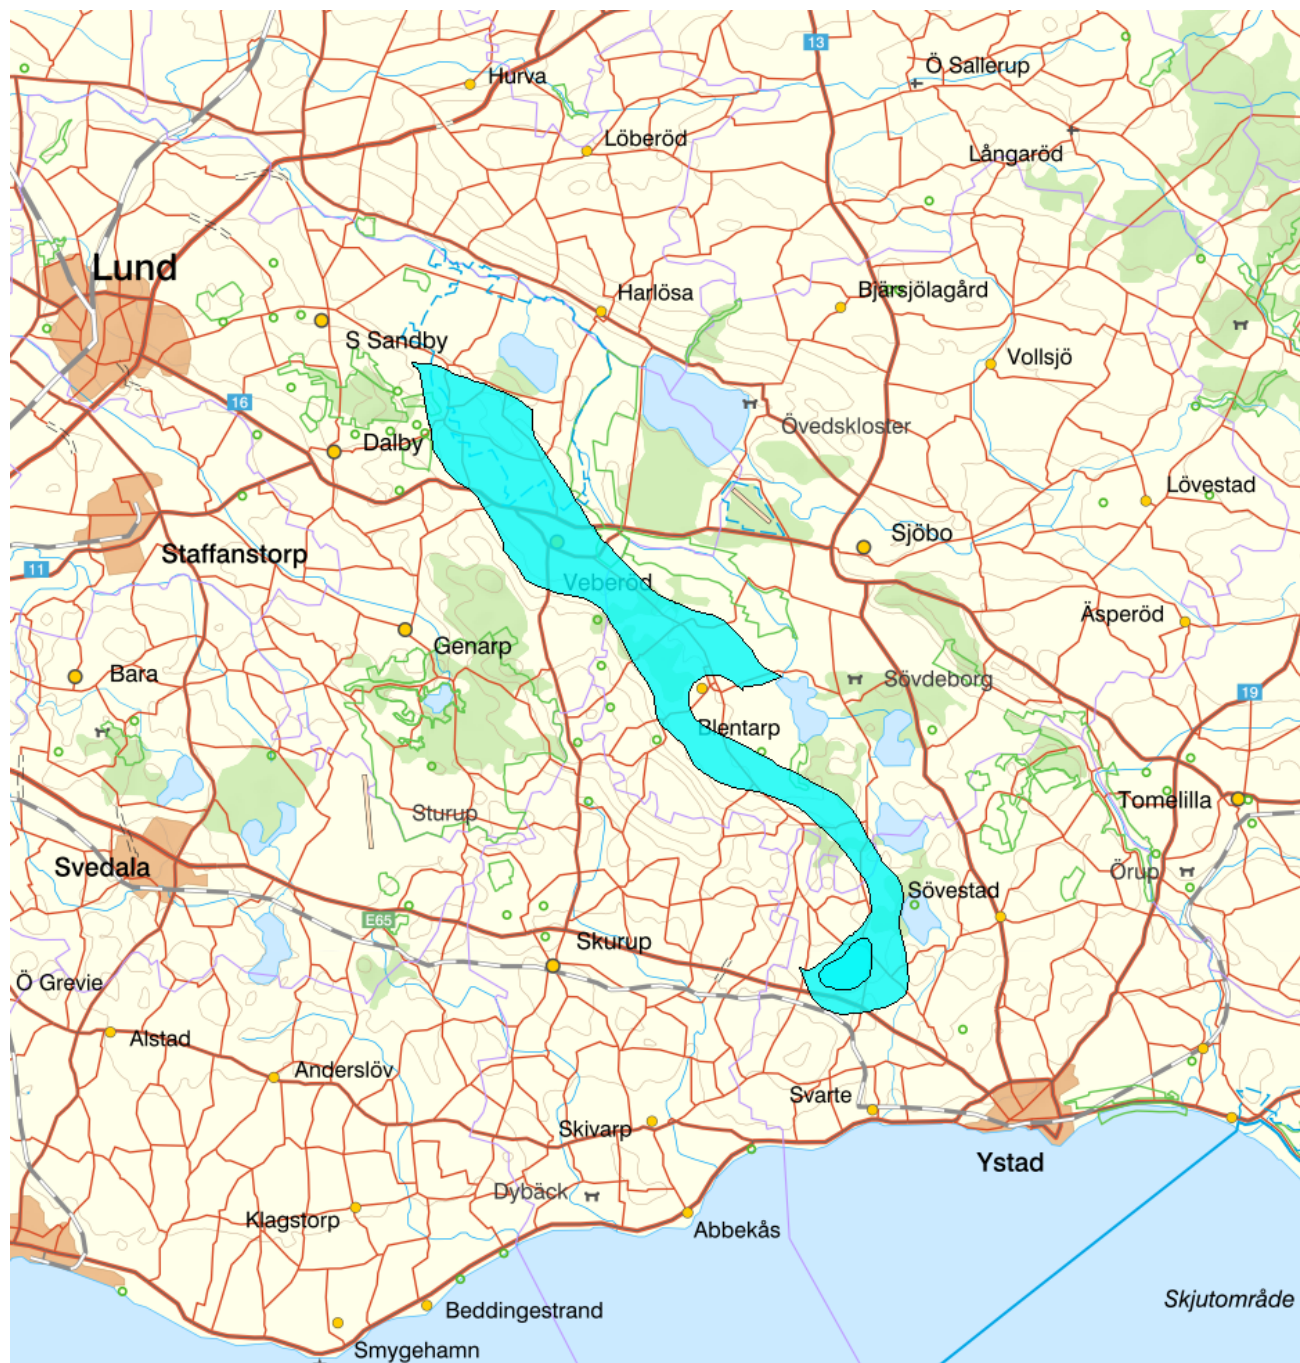 13
Ö Sallerup
Hurva
Löberöd
Långaröd
Lund
Harlösa
Bjärsjölagård
S Sandby
Vollsjö
16
Övedskloster
Dalby
Lövestad
Sjöbo
Staffanstorp
11
Veberöd
Äsperöd
Genarp
Bara
Sövdeborg
19
Blentarp
Tomelilla
Sturup
Svedala
Örup
Sövestad
E65
Skurup
Ö Grevie
Alstad
Anderslöv
Svarte
Skivarp
Ystad
Dybäck
Klagstorp
Abbekås
Skjutområde
Beddingestrand
Smygehamn